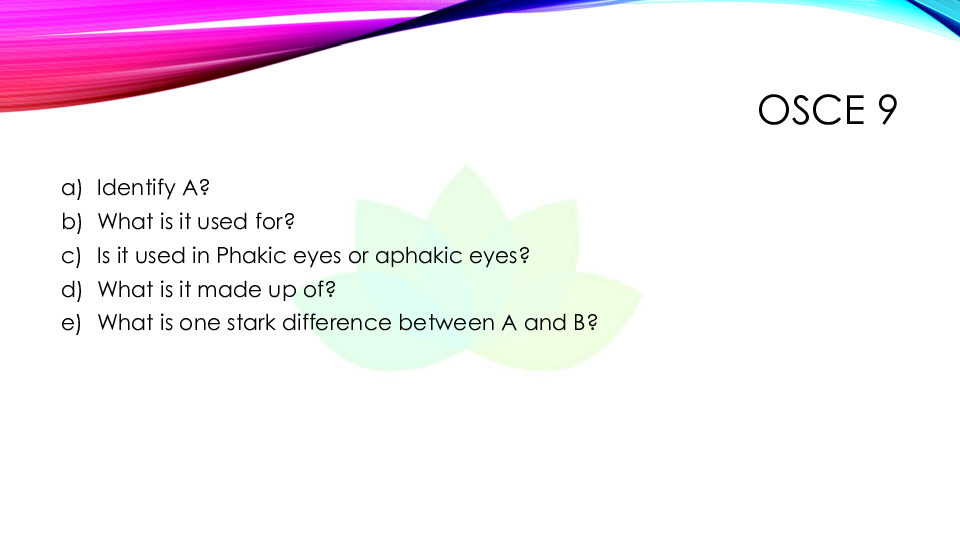 OSCE 9
a) Identify A?
b) What is it used for?
c) Is it used in Phakic eyes or aphakic eyes?
d) What is it made up of?
e) What is one stark difference between A and B?